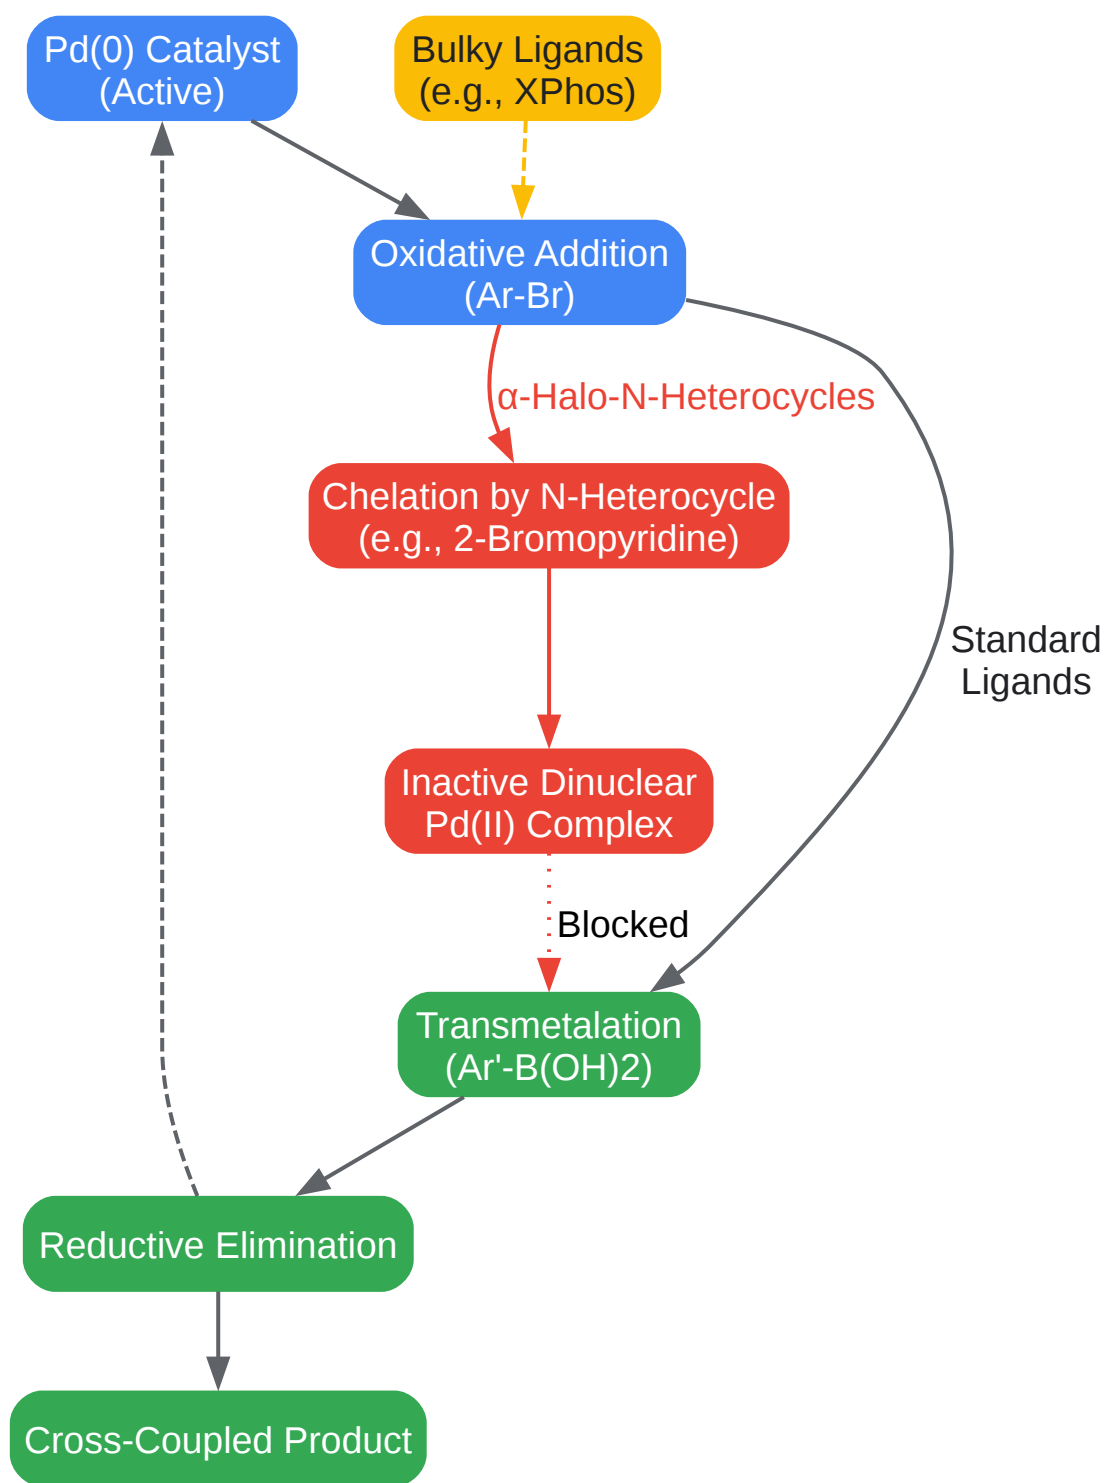 Pd(0) Catalyst
(Active)
Bulky Ligands
(e.g., XPhos)
Oxidative Addition
(Ar-Br)
α-Halo-N-Heterocycles
Chelation by N-Heterocycle
(e.g., 2-Bromopyridine)
Standard
Ligands
Inactive Dinuclear
Pd(II) Complex
Blocked
Transmetalation
(Ar'-B(OH)2)
Reductive Elimination
Cross-Coupled Product